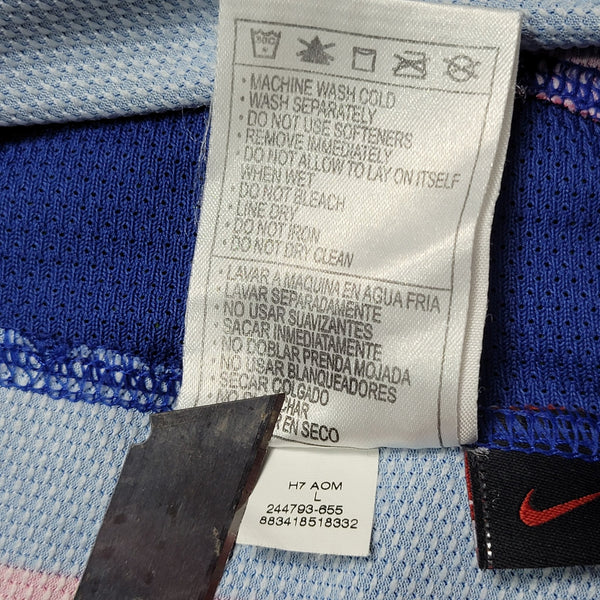 • MACHINE WASH COLD
• WASH SEPARATELY
• DO NOT USE SOFTENERS
• REMOVE IMMEDIATELY
• DO NOT ALLOW TO LAY ON ITSELF
WHEN WET
• DO NOT BLEACH
• LINE DRY
• DO NOT IRON
• DO NOT DRY CLEAN
• LAVAR A MAQUINA EN AGUA FRIA
LAVAR SEPARADAMENTE
• NO USAR SUAVIZANTES
SACAR INMEDIATAMENTE
• NO DOBLAR PRENDA MOJADA
• NO USAR BLANQUEADORES
• SECAR COLGADO
EN SECO
H7 AOM
L
244793-655
883418518332